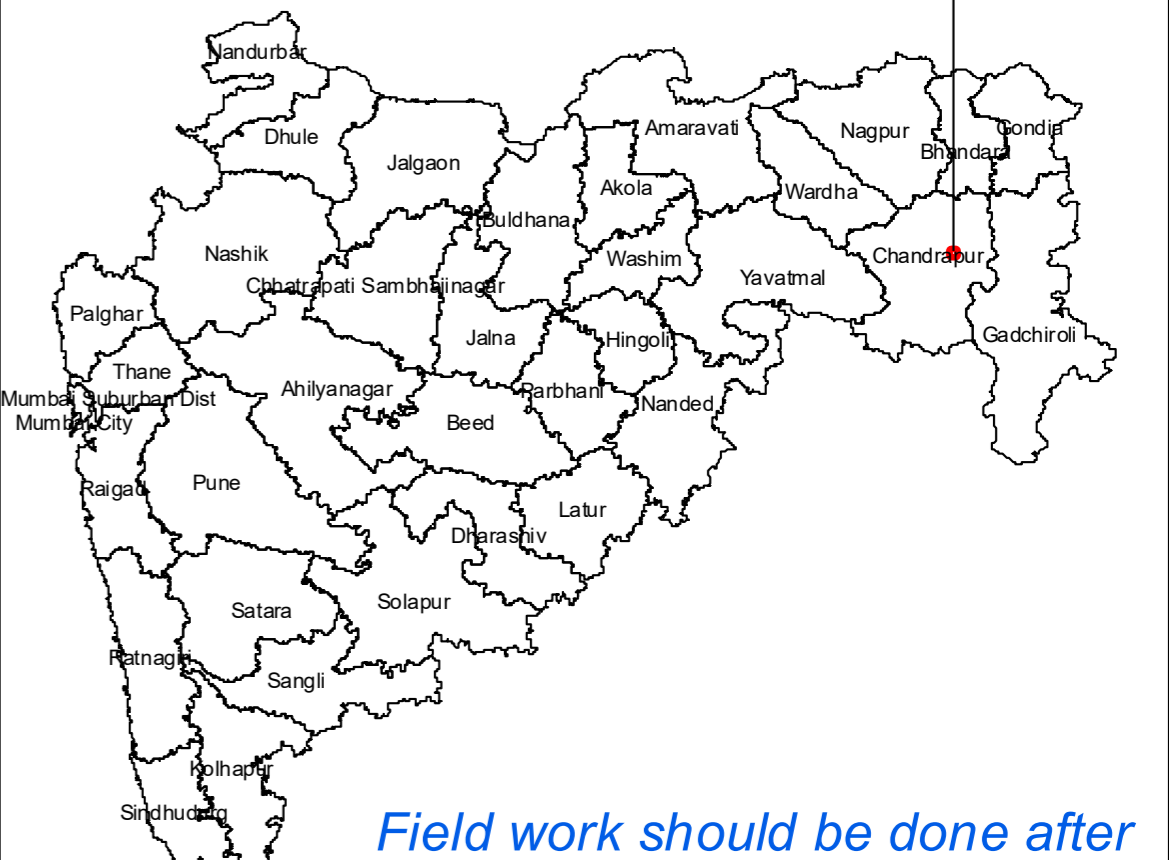 Nandurbar
Dhule
Jalgaon
Amaravati
Nagpur
Gondia
Bhandara
Akola
Wardha
Buldhana
Nashik
Washim
Chandrapur
Yavatmal
Chhatrapati Sambhajinagar
Palghar
Jalna
Hingoli
Gadchiroli
Thane
Ahilyanagar
Parbhani
Mumbai Suburban Dist
Nanded
Mumbai City
Beed
Raigad
Pune
Latur
Dharashiv
Satara
Solapur
Ratnagiri
Sangli
Kolhapur
Sindhudurg
Field work should be done after